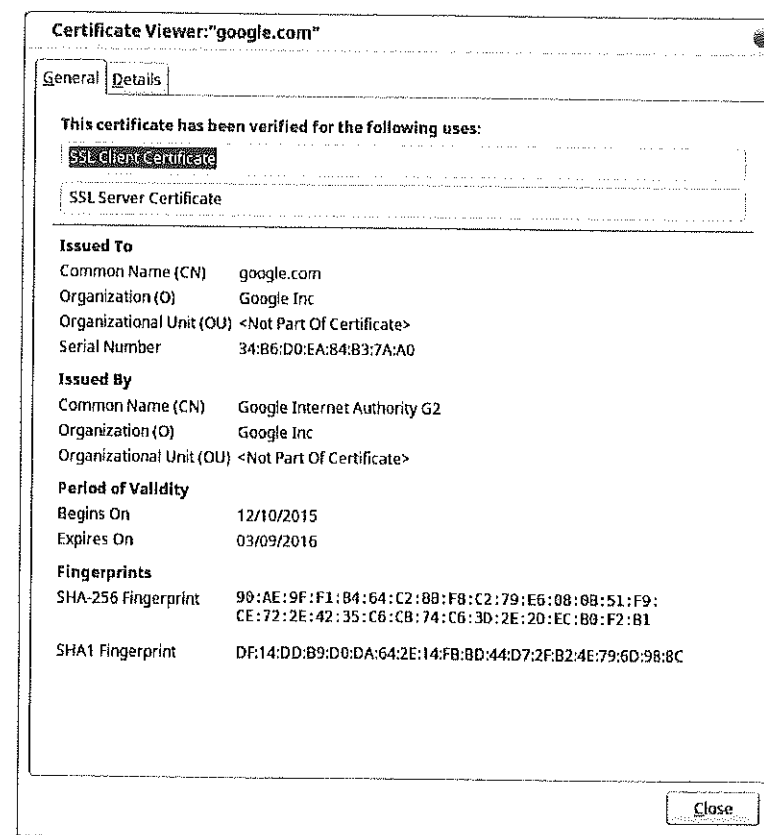 Certificate Viewer:"google.com"
General Details
This certificate has been verified for the following uses:
SSL Client Certificate
SSL Server Certificate
Issued To
Common Name (CN) google.com
Organization (O) Google Inc
Organizational Unit (OU) <Not Part Of Certificate>
Serial Number 34:B6:D0:EA:84:B3:7A:A0
Issued By
Common Name (CN) Google Internet Authority G2
Organization (O) Google Inc
Organizational Unit (OU) <Not Part Of Certificate>
Period of Validity
Begins On 12/10/2015
Expires On 03/09/2016
Fingerprints
SHA-256 Fingerprint 90:AE:9F:F1:B4:64:C2:8B:F8:C2:79:E6:08:0B:51:F9:
CE:72:2E:42:35:C6:CB:74:C6:3D:2E:20:EC:B0:F2:B1
SHA1 Fingerprint DF:14:DD:B9:D0:DA:64:2E:14:FB:BD:44:D7:2F:B2:4E:79:6D:98:8C
Close